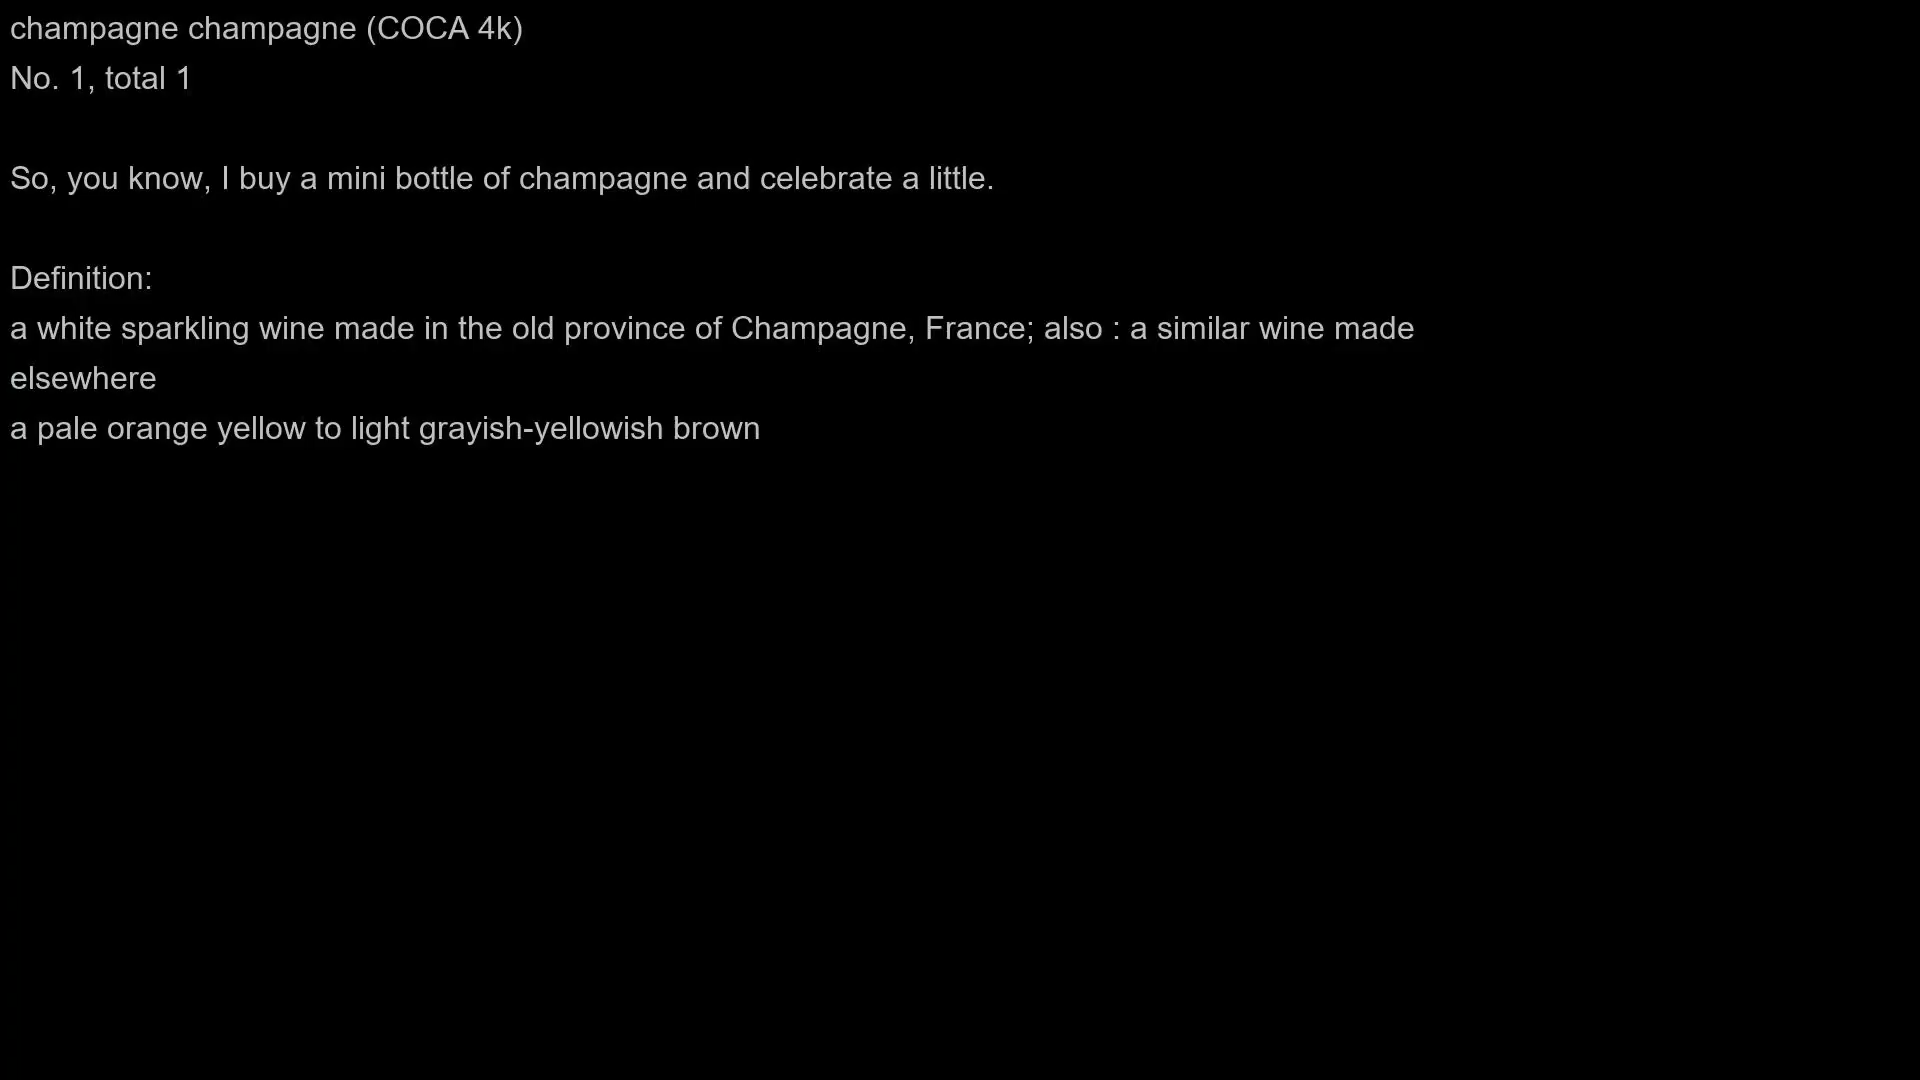 champagne champagne (COCA 4k)
No. 1, total 1
So, you know, I buy a mini bottle of champagne and celebrate a little.
Definition:
a white sparkling wine made in the old province of Champagne, France; also : a similar wine made
elsewhere
a pale orange yellow to light grayish-yellowish brown